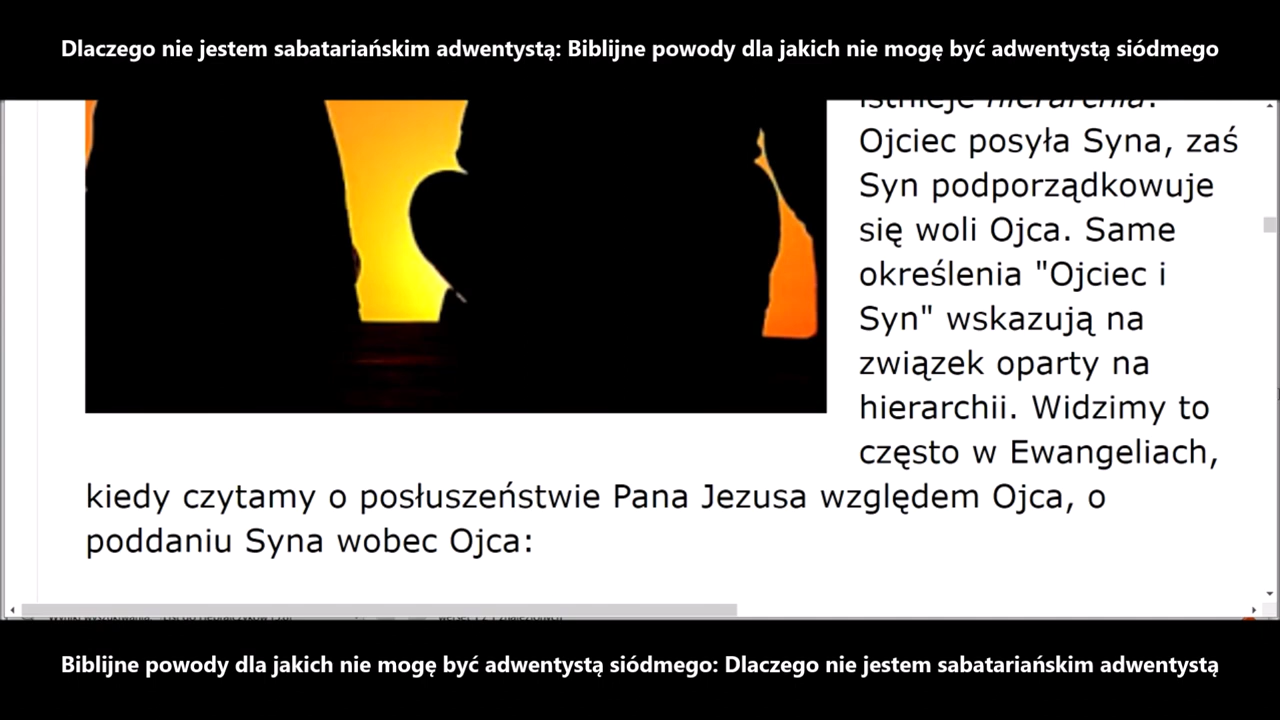 Dlaczego nie jestem sabatariańskim adwentystą: Biblijne powody dla jakich nie mogę być adwentystą siódmego
istnieje hierarchia.
Ojciec posyła Syna, zaś
Syn podporządkowuje
się woli Ojca. Same
określenia "Ojciec i
Syn" wskazują na
związek oparty na
hierarchii. Widzimy to
często w Ewangeliach,
kiedy czytamy o posłuszeństwie Pana Jezusa względem Ojca, o
poddaniu Syna wobec Ojca:
Biblijne powody dla jakich nie mogę być adwentystą siódmego: Dlaczego nie jestem sabatariańskim adwentystą